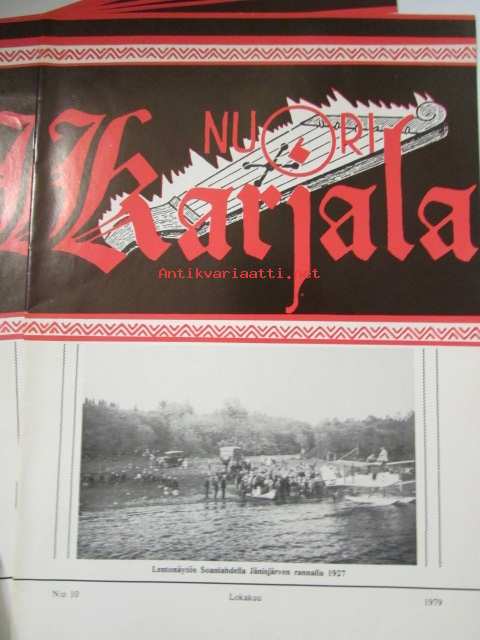 NUORI
Karjala
Antikvariaatti.net
Lentonäytös Soanlahdella Jänisjärven rannalla 1927
N:o 10 Lokakuu 1979